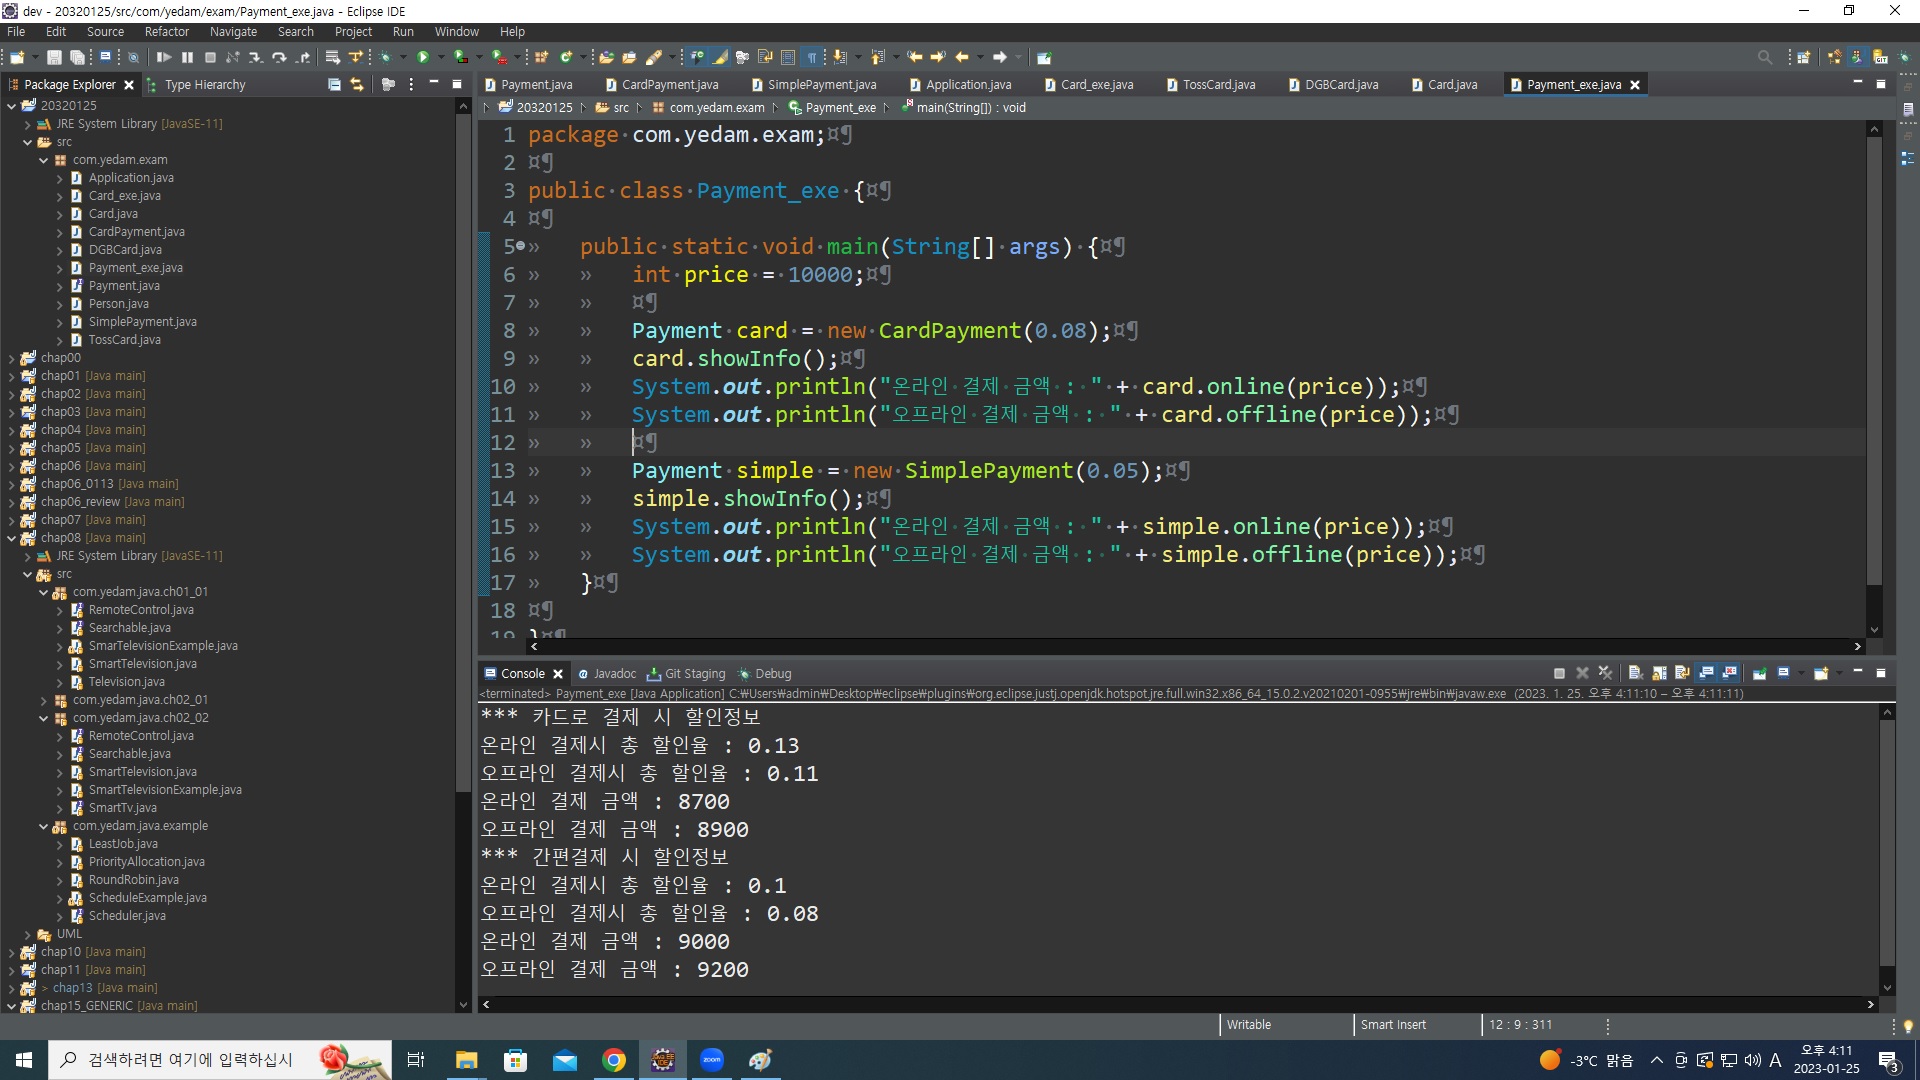 dev - 20320125/src/com/yedam/exam/Payment_exe.java - Eclipse IDE
File Edit Source Refactor Navigate Search Project Run Window Help
Package Explorer Type Hierarchy
20320125
JRE System Library [JavaSE-11]
src
com.yedam.exam
Application.java
Card_exe.java
Card.java
CardPayment.java
DGBCard.java
Payment_exe.java
Payment.java
Person.java
SimplePayment.java
TossCard.java
chap00
chap01 [Java main]
chap02 [Java main]
chap03 [Java main]
chap04 [Java main]
chap05 [Java main]
chap06 [Java main]
chap06_0113 [Java main]
chap06_review [Java main]
chap07 [Java main]
chap08 [Java main]
JRE System Library [JavaSE-11]
src
com.yedam.java.ch01_01
RemoteControl.java
Searchable.java
SmarTelevisionExample.java
SmartTelevision.java
Television.java
com.yedam.java.ch02_01
com.yedam.java.ch02_02
RemoteControl.java
Searchable.java
SmartTelevision.java
SmartTelevisionExample.java
SmartTv.java
com.yedam.java.example
LeastJob.java
PriorityAllocation.java
RoundRobin.java
ScheduleExample.java
Scheduler.java
UML
chap10 [Java main]
chap11 [Java main]
> chap13 [Java main]
chap15_GENERIC [Java main]
Payment.java CardPayment.java SimplePayment.java Application.java Card_exe.java TossCard.java DGBCard.java Card.java Payment_exe.java
20320125 src com.yedam.exam Payment_exe main(String[]) : void
1 package·com.yedam.exam;¤¶
2 ¤¶
3 public·class·Payment_exe·{¤¶
4 ¤¶
5 » public·static·void·main(String[]·args)·{¤¶
6 » » int·price·=·10000;¤¶
7 » » ¤¶
8 » » Payment·card·=·new·CardPayment(0.08);¤¶
9 » » card.showInfo();¤¶
10 » » System.out.println("온라인·결제·금액·:·"·+·card.online(price));¤¶
11 » » System.out.println("오프라인·결제·금액·:·"·+·card.offline(price));¤¶
12 » » ¤¶
13 » » Payment·simple·=·new·SimplePayment(0.05);¤¶
14 » » simple.showInfo();¤¶
15 » » System.out.println("온라인·결제·금액·:·"·+·simple.online(price));¤¶
16 » » System.out.println("오프라인·결제·금액·:·"·+·simple.offline(price));¤¶
17 » }¤¶
18 ¤¶
19 }¤¶
Console Javadoc Git Staging Debug
<terminated> Payment_exe [Java Application] C:₩Users₩admin₩Desktop₩eclipse₩plugins₩org.eclipse.justj.openjdk.hotspot.jre.full.win32.x86_64_15.0.2.v20210201-0955₩jre₩bin₩javaw.exe (2023. 1. 25. 오후 4:11:10 – 오후 4:11:11)
*** 카드로 결제 시 할인정보
온라인 결제시 총 할인율 : 0.13
오프라인 결제시 총 할인율 : 0.11
온라인 결제 금액 : 8700
오프라인 결제 금액 : 8900
*** 간편결제 시 할인정보
온라인 결제시 총 할인율 : 0.1
오프라인 결제시 총 할인율 : 0.08
온라인 결제 금액 : 9000
오프라인 결제 금액 : 9200
Writable Smart Insert 12 : 9 : 311
검색하려면 여기에 입력하십시 zoom -3°C 맑음 A 오후 4:11
2023-01-25 3